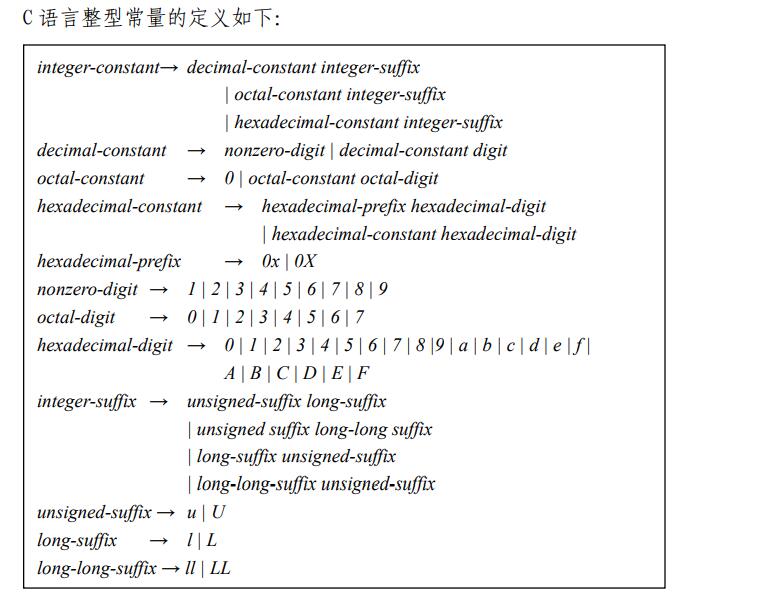 C 语言整型常量的定义如下:
integer-constant→ decimal-constant integer-suffix
| octal-constant integer-suffix
| hexadecimal-constant integer-suffix
decimal-constant → nonzero-digit | decimal-constant digit
octal-constant → 0 | octal-constant octal-digit
hexadecimal-constant → hexadecimal-prefix hexadecimal-digit
| hexadecimal-constant hexadecimal-digit
hexadecimal-prefix → 0x | 0X
nonzero-digit → 1 | 2 | 3 | 4 | 5 | 6 | 7 | 8 | 9
octal-digit → 0 | 1 | 2 | 3 | 4 | 5 | 6 | 7
hexadecimal-digit → 0 | 1 | 2 | 3 | 4 | 5 | 6 | 7 | 8 |9 | a | b | c | d | e | f |
A | B | C | D | E | F
integer-suffix → unsigned-suffix long-suffix
| unsigned suffix long-long suffix
| long-suffix unsigned-suffix
| long-long-suffix unsigned-suffix
unsigned-suffix → u | U
long-suffix → l | L
long-long-suffix → ll | LL